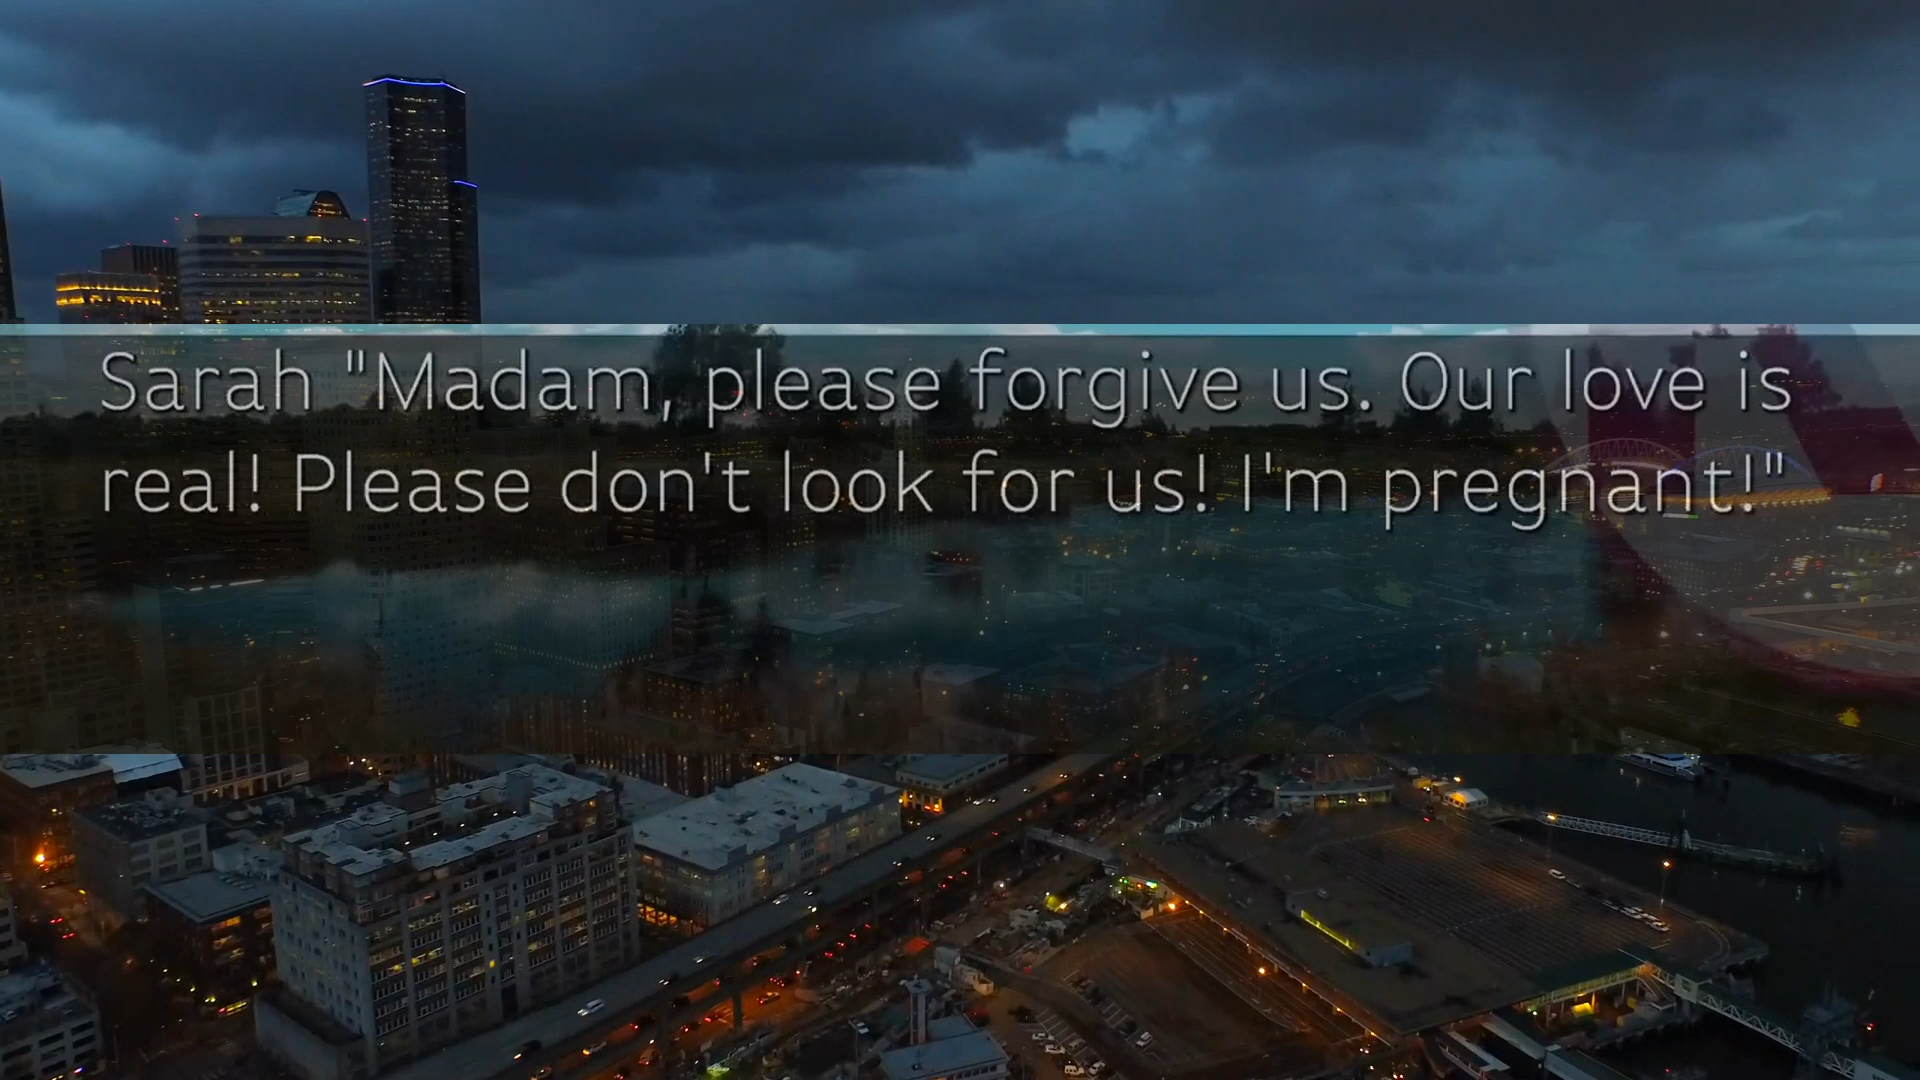 Sarah "Madam, please forgive us. Our love is
real! Please don't look for us! I'm pregnant!"